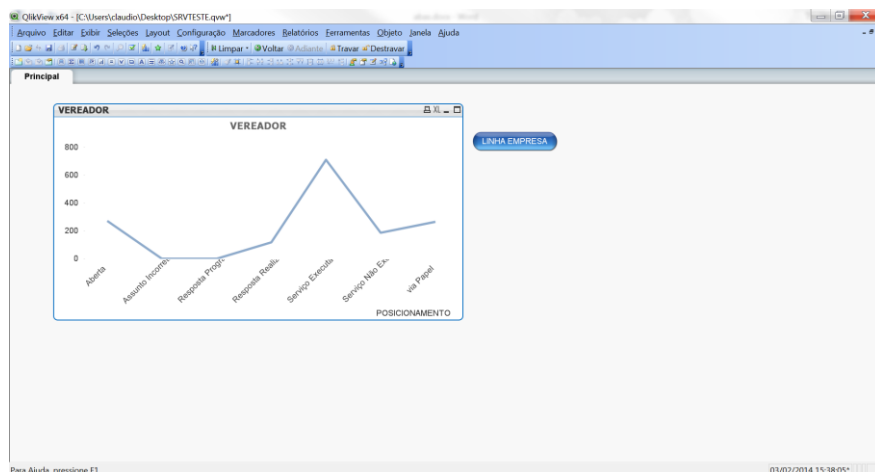 QlikView x64 - [C:\Users\claudio\Desktop\SRVTESTE.qvw*]
Arquivo Editar Exibir Seleções Layout Configuração Marcadores Relatórios Ferramentas Objeto Janela Ajuda
Limpar Voltar Adiante Travar Destravar
Principal
VEREADOR XL
VEREADOR
LINHA EMPRESA
800
600
400
200
0
Aberta
Assunto Incorre
Resposta Progr
Resposta Realiz
Serviço Executa
Serviço Não Ex
via Papel
POSICIONAMENTO
Para Ajuda, pressione F1
03/02/2014 15:38:05*